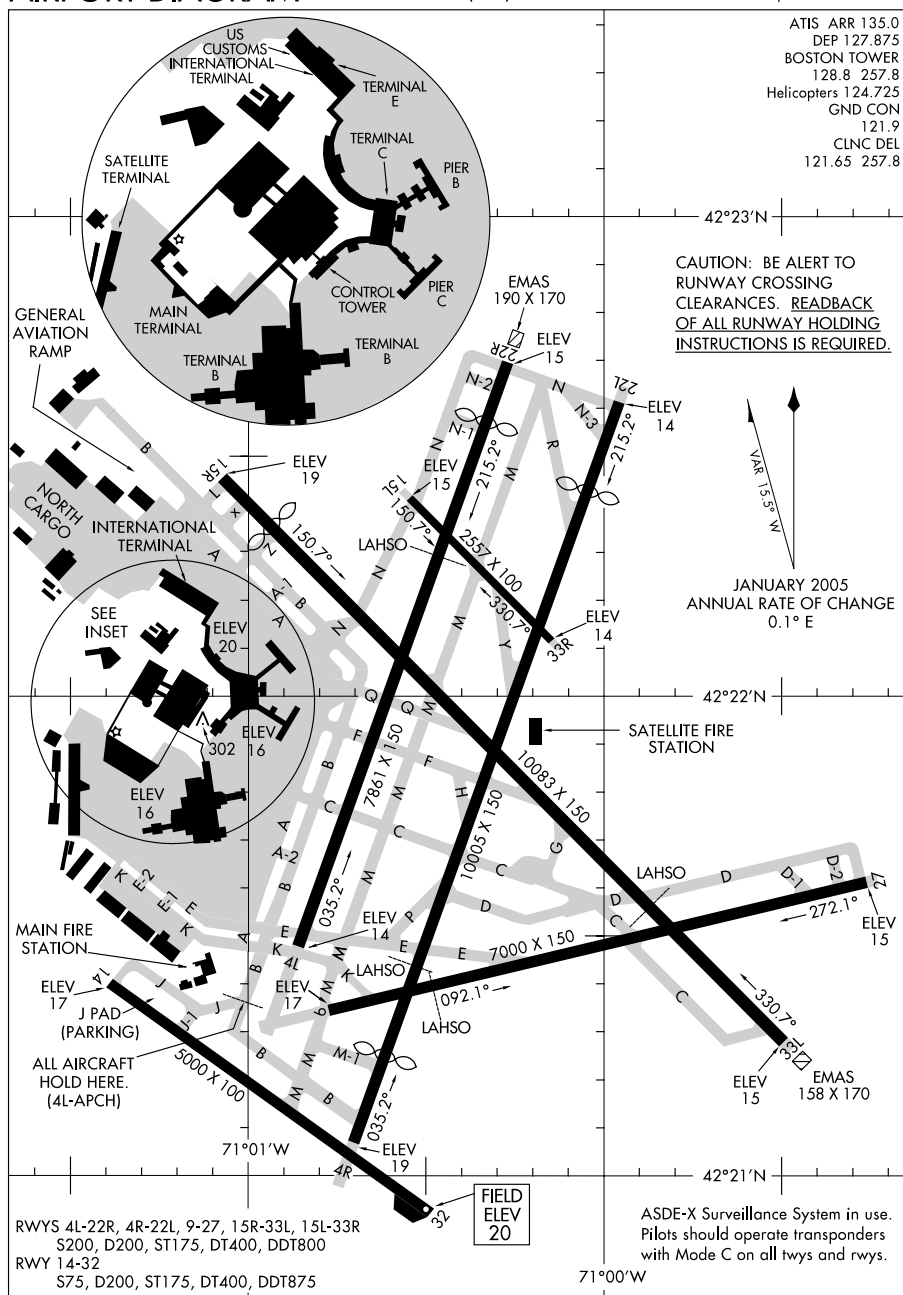 ATIS ARR 135.0
DEP 127.875
BOSTON TOWER
128.8 257.8
Helicopters 124.725
GND CON
121.9
CLNC DEL
121.65 257.8
US
CUSTOMS
INTERNATIONAL
TERMINAL
TERMINAL
E
TERMINAL
C
PIER
B
SATELLITE
TERMINAL
MAIN
TERMINAL
CONTROL
TOWER
PIER
C
TERMINAL
B
TERMINAL
B
42°23'N
CAUTION: BE ALERT TO
RUNWAY CROSSING
CLEARANCES. READBACK
OF ALL RUNWAY HOLDING
INSTRUCTIONS IS REQUIRED.
GENERAL
AVIATION
RAMP
EMAS
190 X 170
22R
ELEV
15
N-2
N
N
N-3
22L
ELEV
14
N-1
N
N
R
M
215.2°
215.2°
VAR 15.5° W
JANUARY 2005
ANNUAL RATE OF CHANGE
0.1° E
B
15R
ELEV
19
15L
ELEV
15
150.7°
2557 X 100
LAHSO
330.7°
33R
ELEV
14
NORTH
CARGO
INTERNATIONAL
TERMINAL
L
x
A
N
150.7°
A-1
B
A
N
N
M
Y
SEE
INSET
ELEV
20
ELEV
16
302
ELEV
16
42°22'N
Q
Q
M
F
F
B
C
M
M
C
H
C
G
7861 X 150
10083 X 150
10005 X 150
SATELLITE FIRE
STATION
A
A-2
B
K
E-2
E-1
E
K
035.2°
M
P
D
D
C
LAHSO
D
D-1
D-2
27
272.1°
ELEV
15
MAIN FIRE
STATION
A
B
E
K
4L
ELEV
14
M
M
K
E
E
7000 X 150
LAHSO
092.1°
LAHSO
ELEV
17
9
14
ELEV
17
J
J
J-1
J PAD
(PARKING)
ALL AIRCRAFT
HOLD HERE.
(4L-APCH)
5000 X 100
B
B
M
M
M-1
C
330.7°
33L
ELEV
15
EMAS
158 X 170
71°01'W
035.2°
ELEV
19
4R
32
42°21'N
FIELD
ELEV
20
RWYS 4L-22R, 4R-22L, 9-27, 15R-33L, 15L-33R
S200, D200, ST175, DT400, DDT800
RWY 14-32
S75, D200, ST175, DT400, DDT875
71°00'W
ASDE-X Surveillance System in use.
Pilots should operate transponders
with Mode C on all twys and rwys.